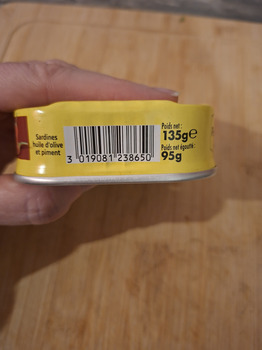 Sardines
huile d'olive
et piment
3 019081 238650
Poids net :
135g℮
Poids net égoutté :
95g